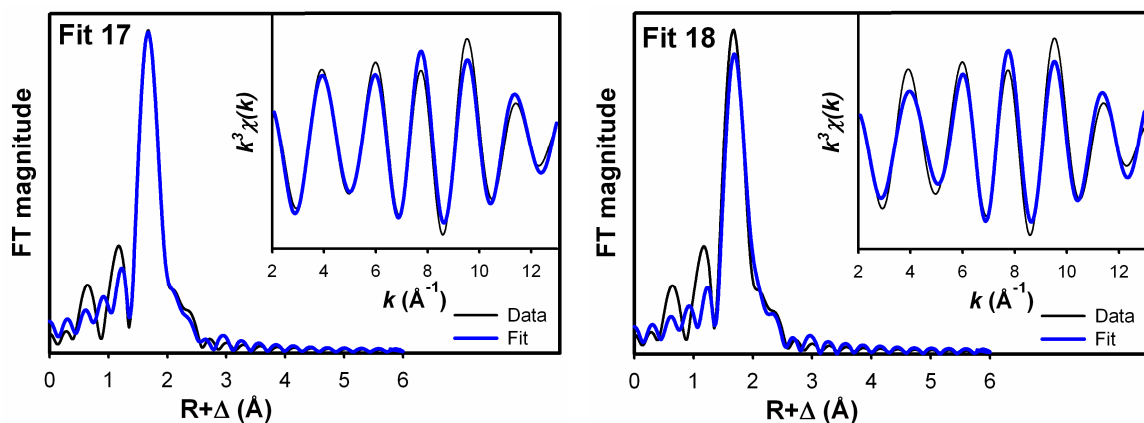 Fit 17
FT magnitude
k³χ(k)
2 4 6 8 10 12
k (Å⁻¹)
Data
Fit
0 1 2 3 4 5 6
R+Δ (Å)
Fit 18
FT magnitude
k³χ(k)
2 4 6 8 10 12
k (Å⁻¹)
Data
Fit
0 1 2 3 4 5 6
R+Δ (Å)